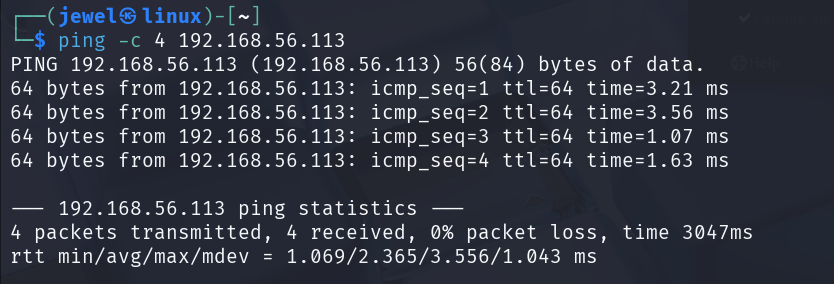 ┌──(jewel㉿linux)-[~]
└─$ ping -c 4 192.168.56.113
PING 192.168.56.113 (192.168.56.113) 56(84) bytes of data.
64 bytes from 192.168.56.113: icmp_seq=1 ttl=64 time=3.21 ms
64 bytes from 192.168.56.113: icmp_seq=2 ttl=64 time=3.56 ms
64 bytes from 192.168.56.113: icmp_seq=3 ttl=64 time=1.07 ms
64 bytes from 192.168.56.113: icmp_seq=4 ttl=64 time=1.63 ms

--- 192.168.56.113 ping statistics ---
4 packets transmitted, 4 received, 0% packet loss, time 3047ms
rtt min/avg/max/mdev = 1.069/2.365/3.556/1.043 ms
Help